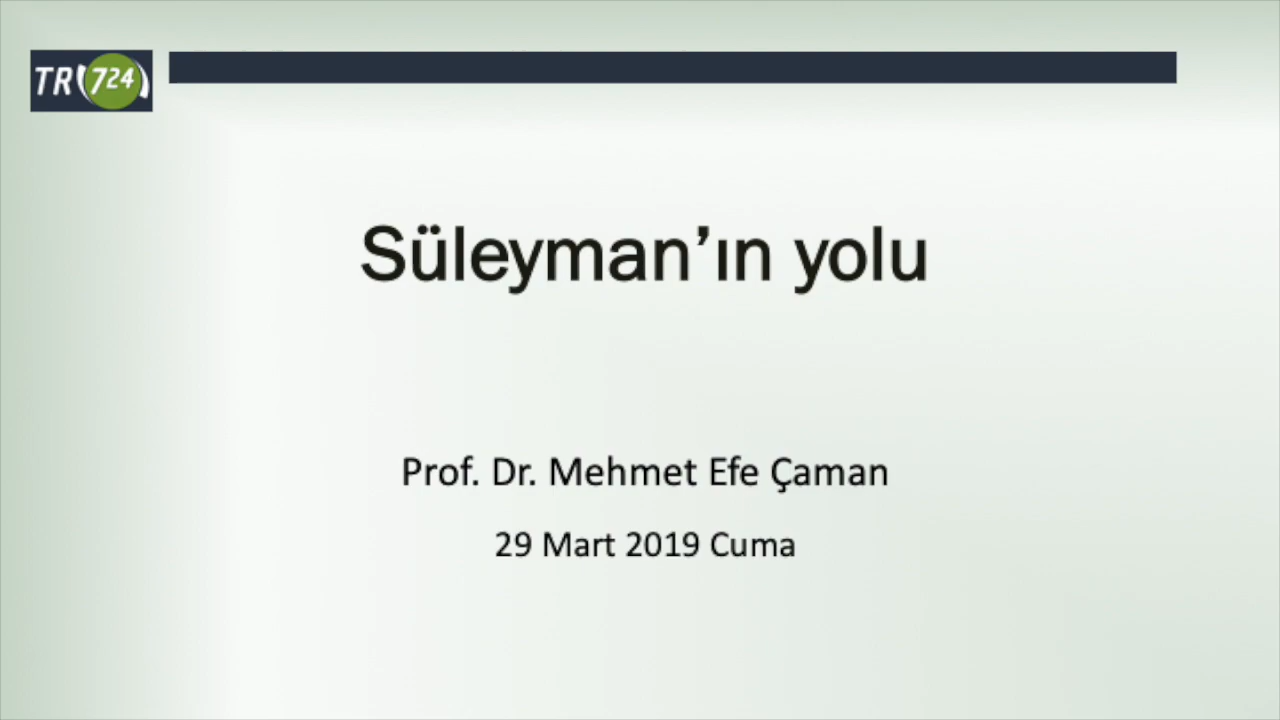 TR724
Süleyman’ın yolu
Prof. Dr. Mehmet Efe Çaman
29 Mart 2019 Cuma